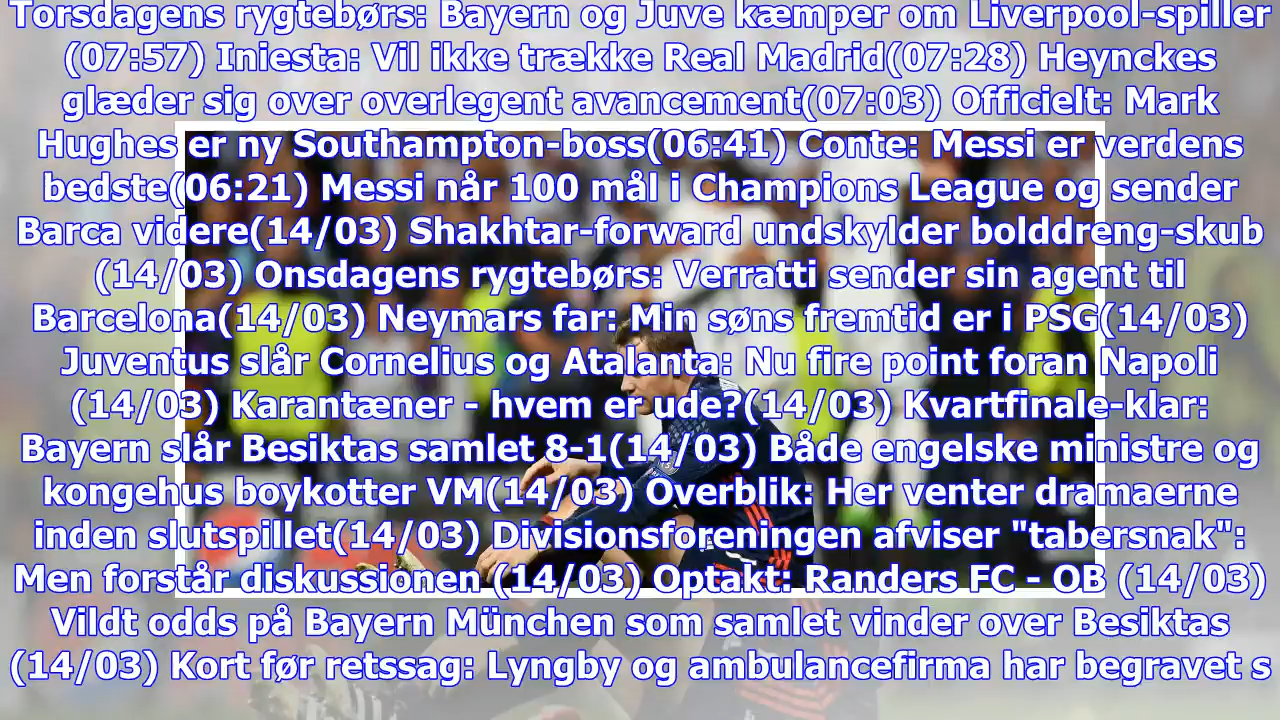 Torsdagens rygtebørs: Bayern og Juve kæmper om Liverpool-spiller
(07:57) Iniesta: Vil ikke trække Real Madrid(07:28) Heynckes
glæder sig over overlegent avancement(07:03) Officielt: Mark
Hughes er ny Southampton-boss(06:41) Conte: Messi er verdens
bedste(06:21) Messi når 100 mål i Champions League og sender
Barca videre(14/03) Shakhtar-forward undskylder bolddreng-skub
(14/03) Onsdagens rygtebørs: Verratti sender sin agent til
Barcelona(14/03) Neymars far: Min søns fremtid er i PSG(14/03)
Juventus slår Cornelius og Atalanta: Nu fire point foran Napoli
(14/03) Karantæner - hvem er ude?(14/03) Kvartfinale-klar:
Bayern slår Besiktas samlet 8-1(14/03) Både engelske ministre og
kongehus boykotter VM(14/03) Overblik: Her venter dramaerne
inden slutspillet(14/03) Divisionsforeningen afviser "tabersnak":
Men forstår diskussionen (14/03) Optakt: Randers FC - OB (14/03)
Vildt odds på Bayern München som samlet vinder over Besiktas
(14/03) Kort før retssag: Lyngby og ambulancefirma har begravet s